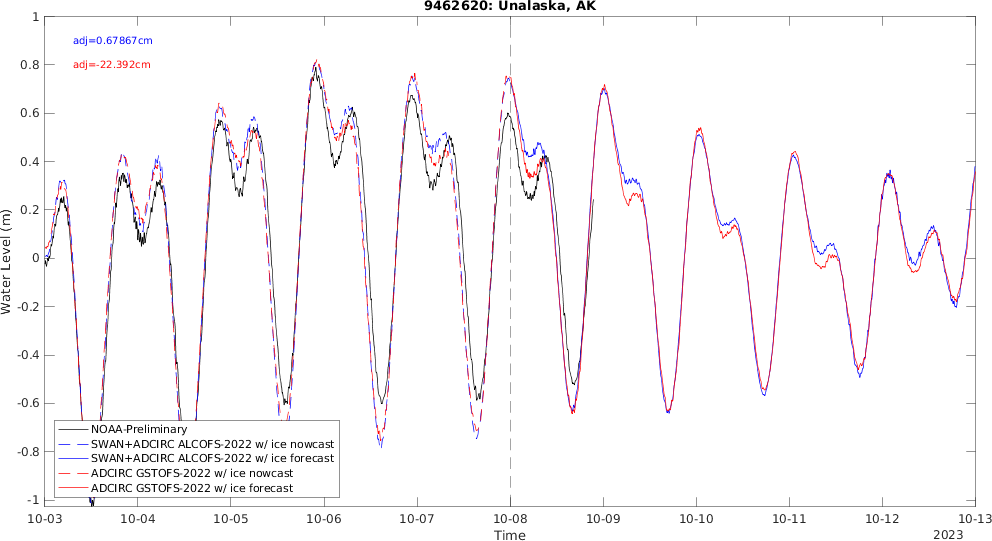 9462620: Unalaska, AK
adj=0.67867cm
adj=-22.392cm
Water Level (m)
1
0.8
0.6
0.4
0.2
0
-0.2
-0.4
-0.6
-0.8
-1
NOAA-Preliminary
SWAN+ADCIRC ALCOFS-2022 w/ ice nowcast
SWAN+ADCIRC ALCOFS-2022 w/ ice forecast
ADCIRC GSTOFS-2022 w/ ice nowcast
ADCIRC GSTOFS-2022 w/ ice forecast
10-03 10-04 10-05 10-06 10-07 10-08 10-09 10-10 10-11 10-12 10-13
Time
2023